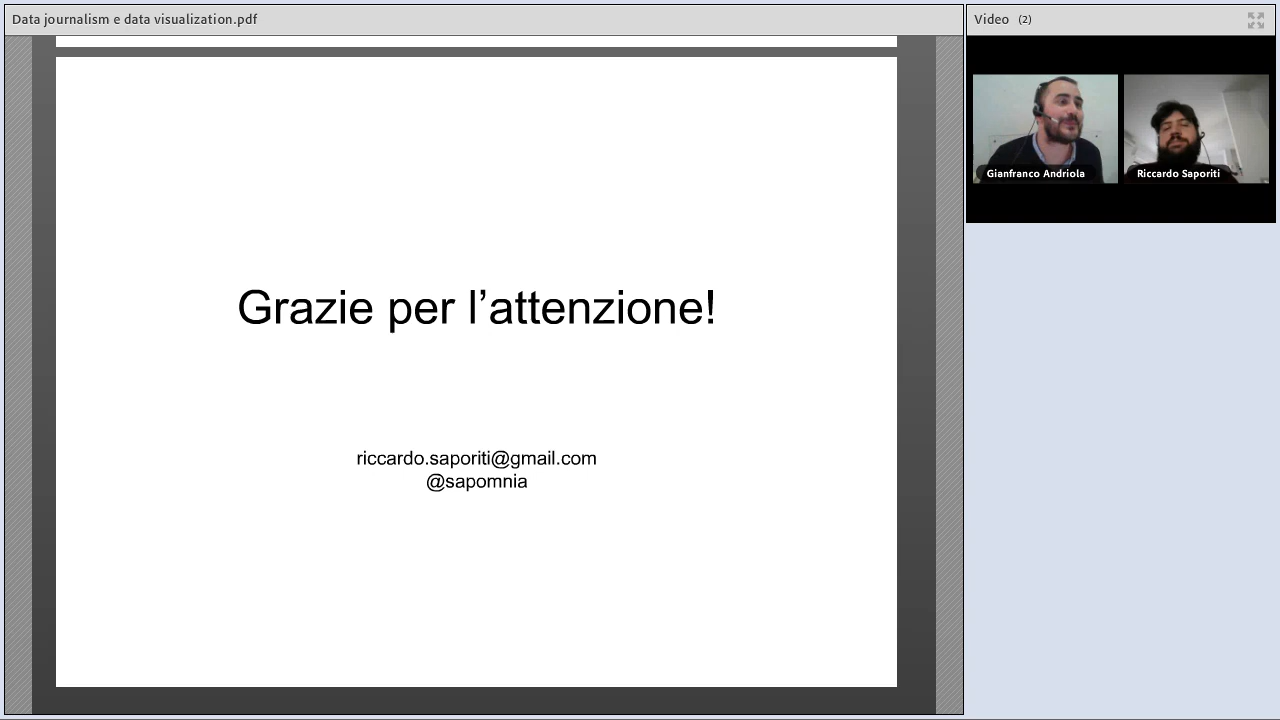 Data journalism e data visualization.pdf
Video (2)
Gianfranco Andriola
Riccardo Saporiti
Grazie per l’attenzione!
riccardo.saporiti@gmail.com
@sapomnia